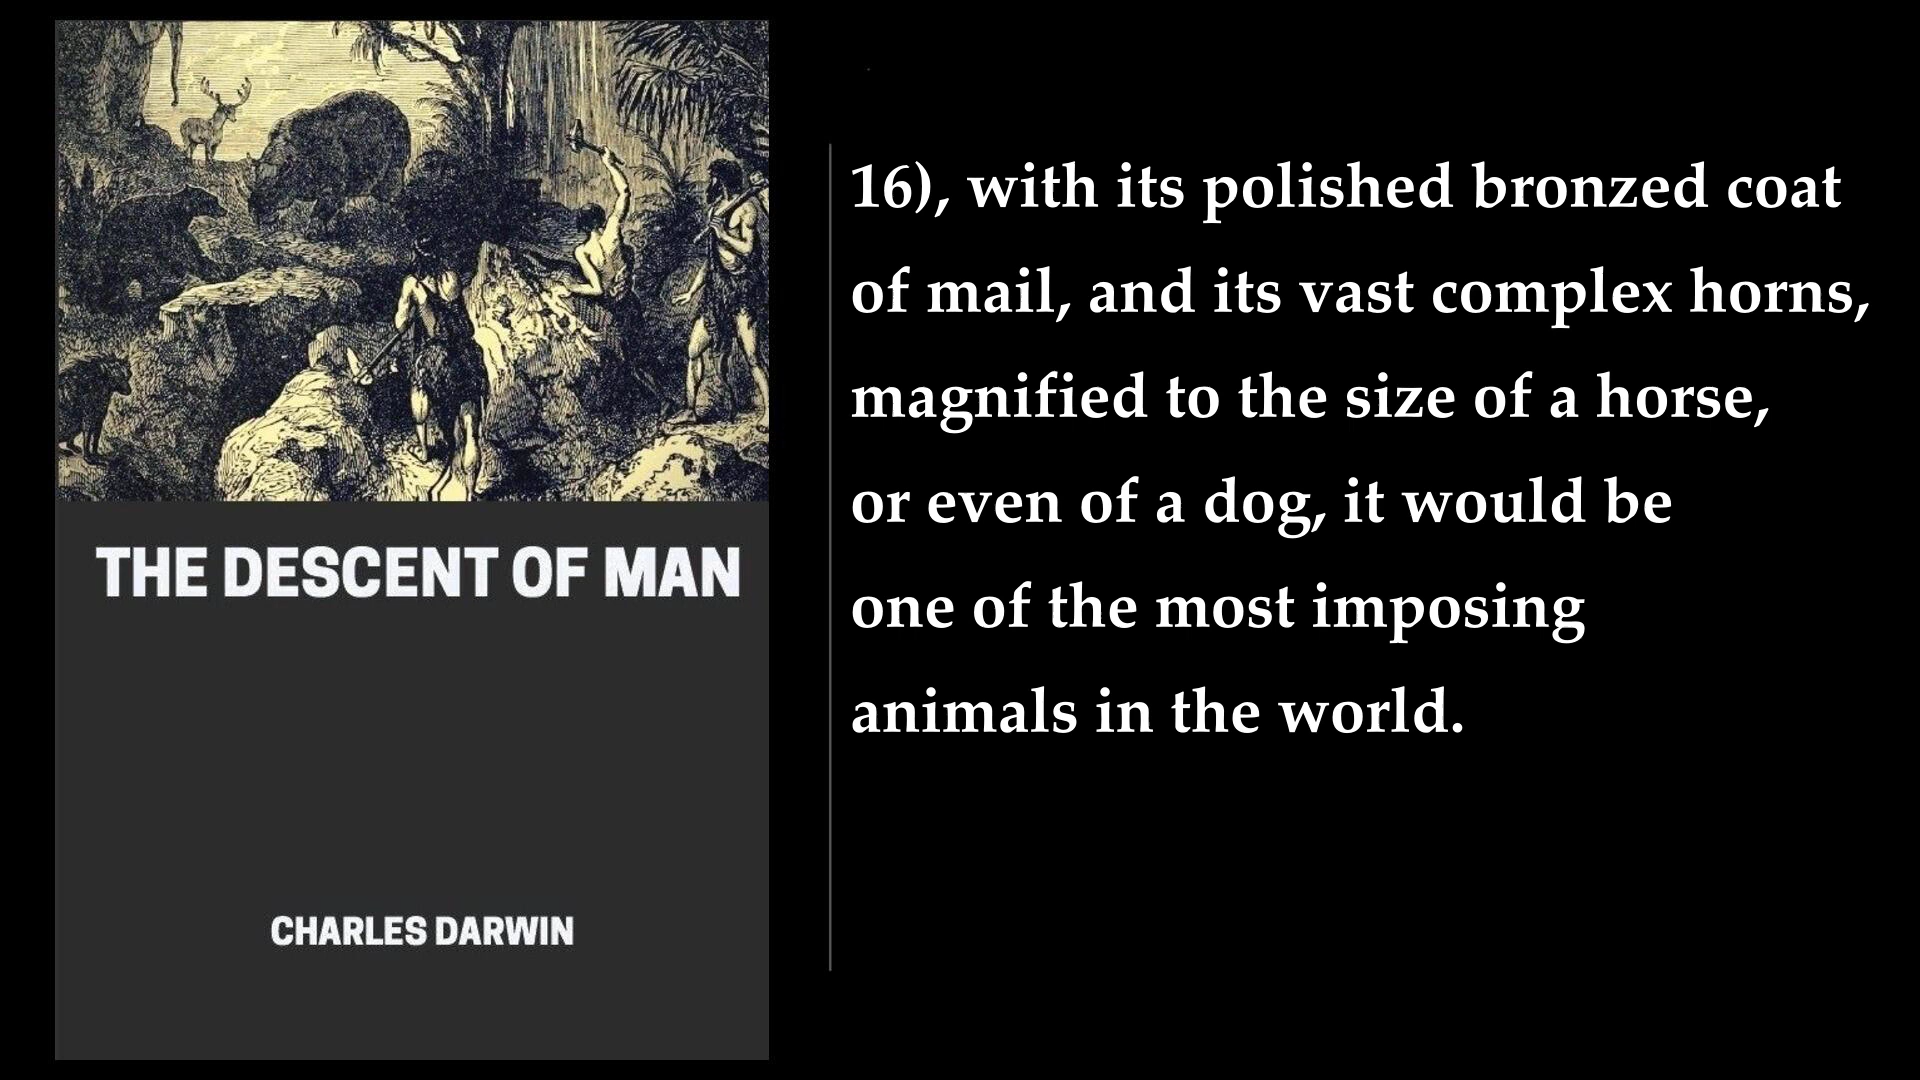 THE DESCENT OF MAN
CHARLES DARWIN
16), with its polished bronzed coat
of mail, and its vast complex horns,
magnified to the size of a horse,
or even of a dog, it would be
one of the most imposing
animals in the world.